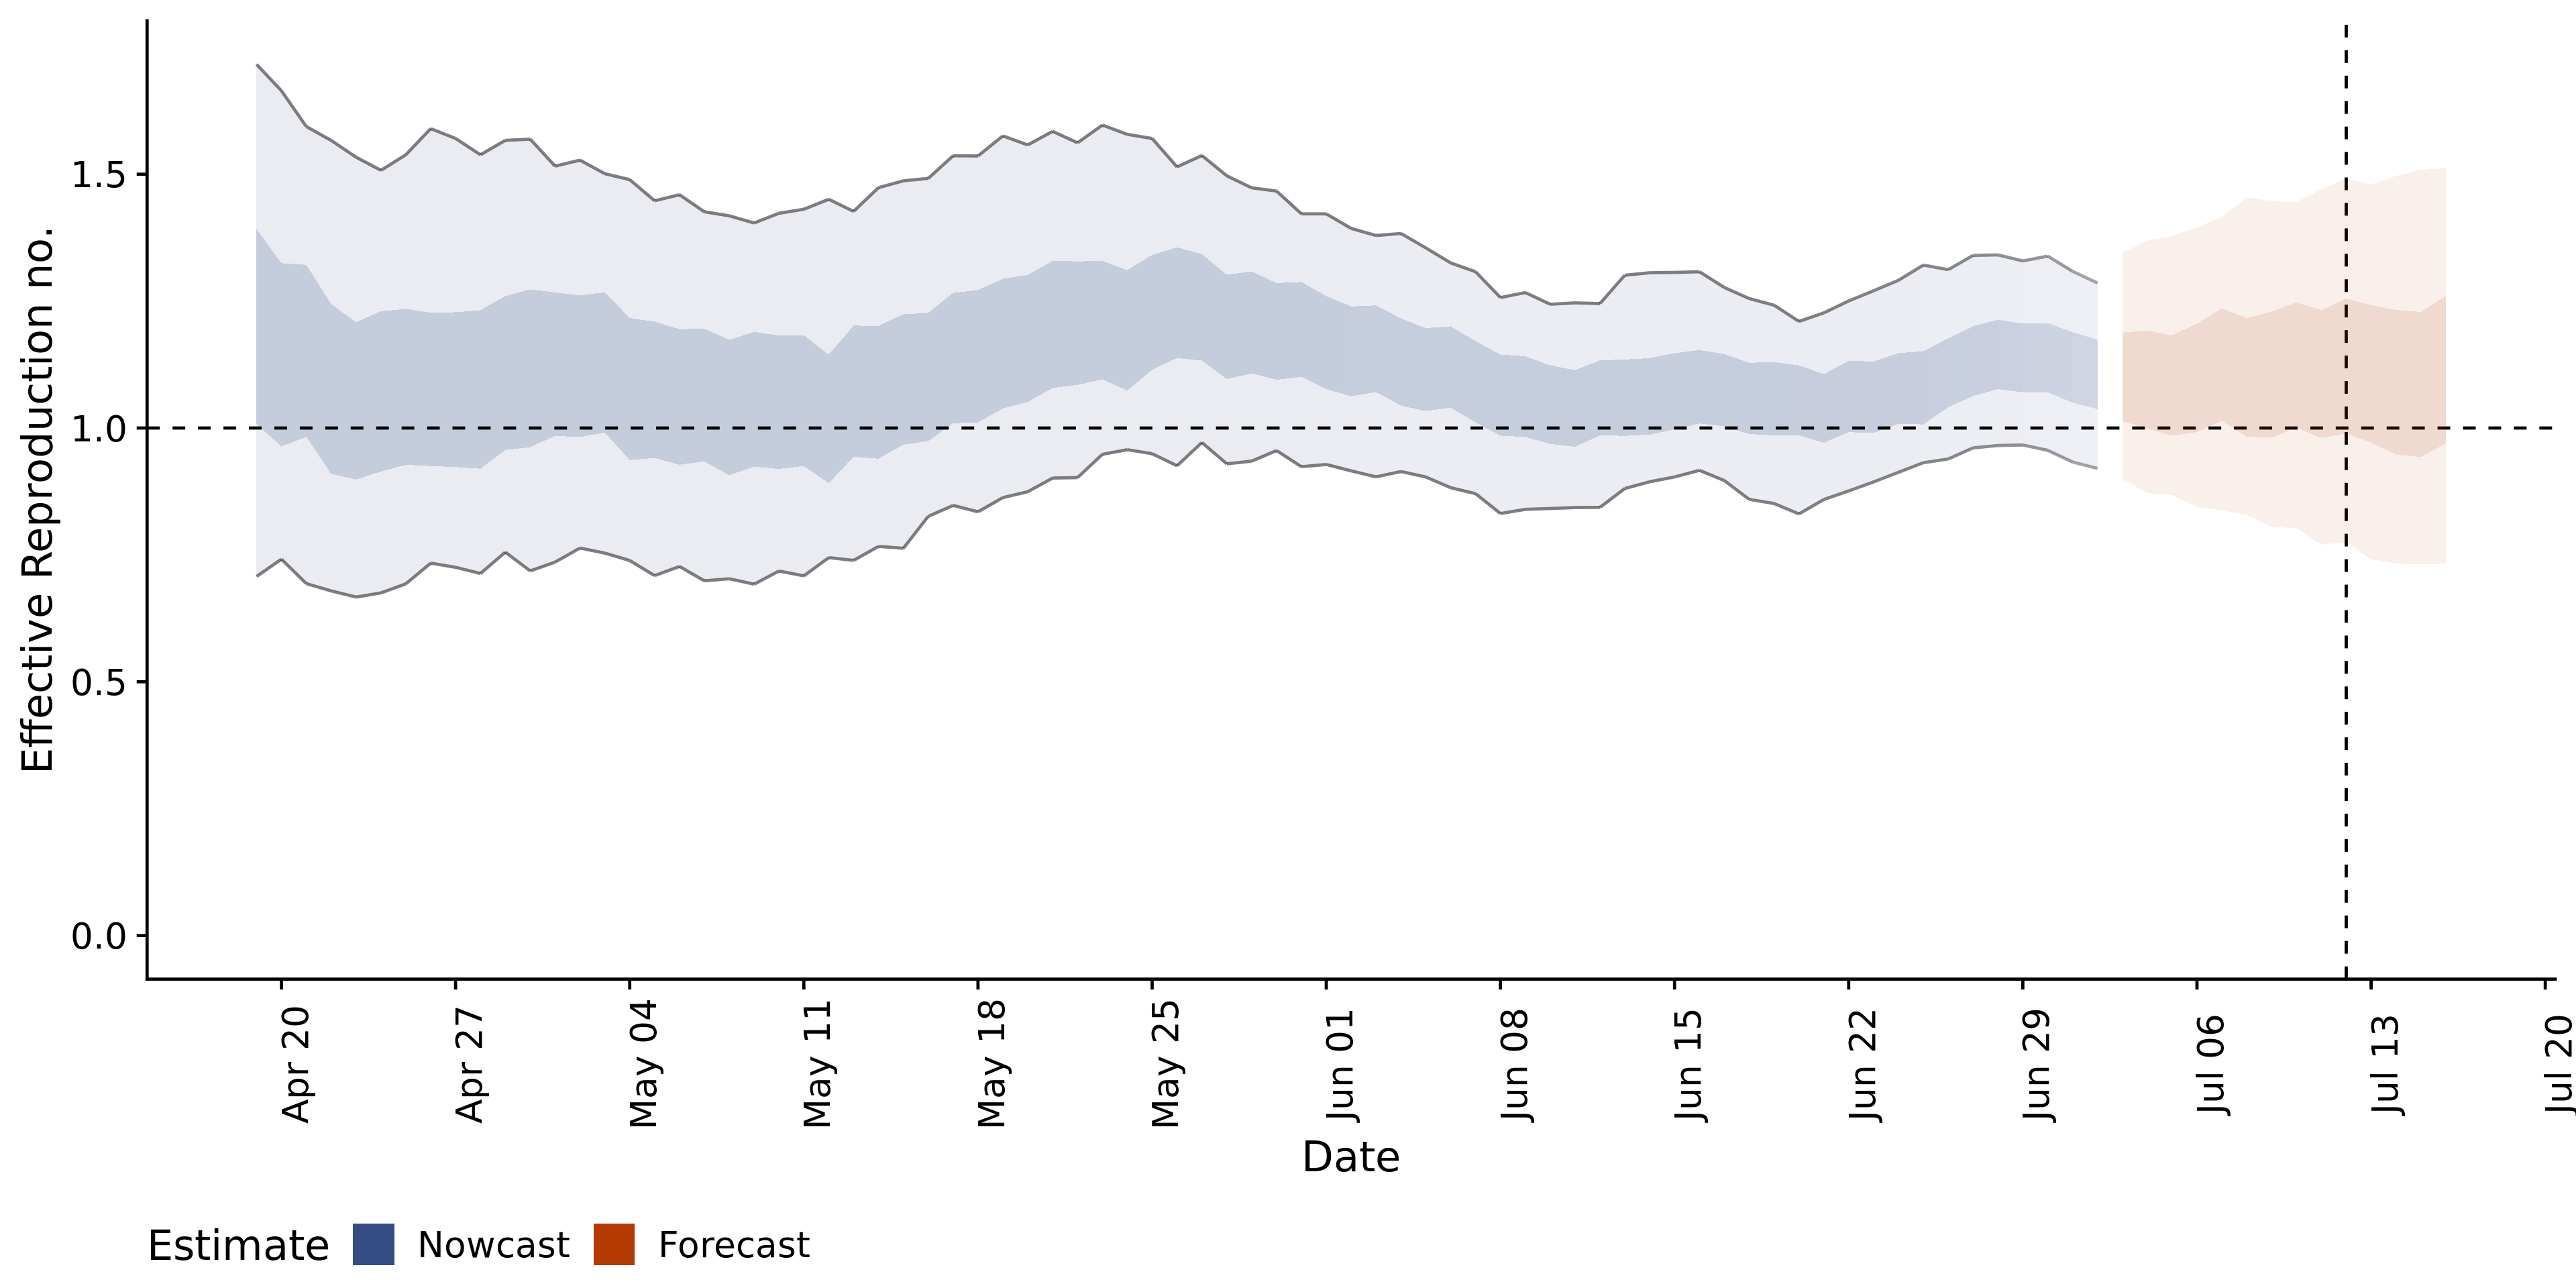 Effective Reproduction no.
1.5
1.0
0.5
0.0
Apr 20
Apr 27
May 04
May 11
May 18
May 25
Jun 01
Jun 08
Jun 15
Jun 22
Jun 29
Jul 06
Jul 13
Jul 20
Date
Estimate Nowcast Forecast